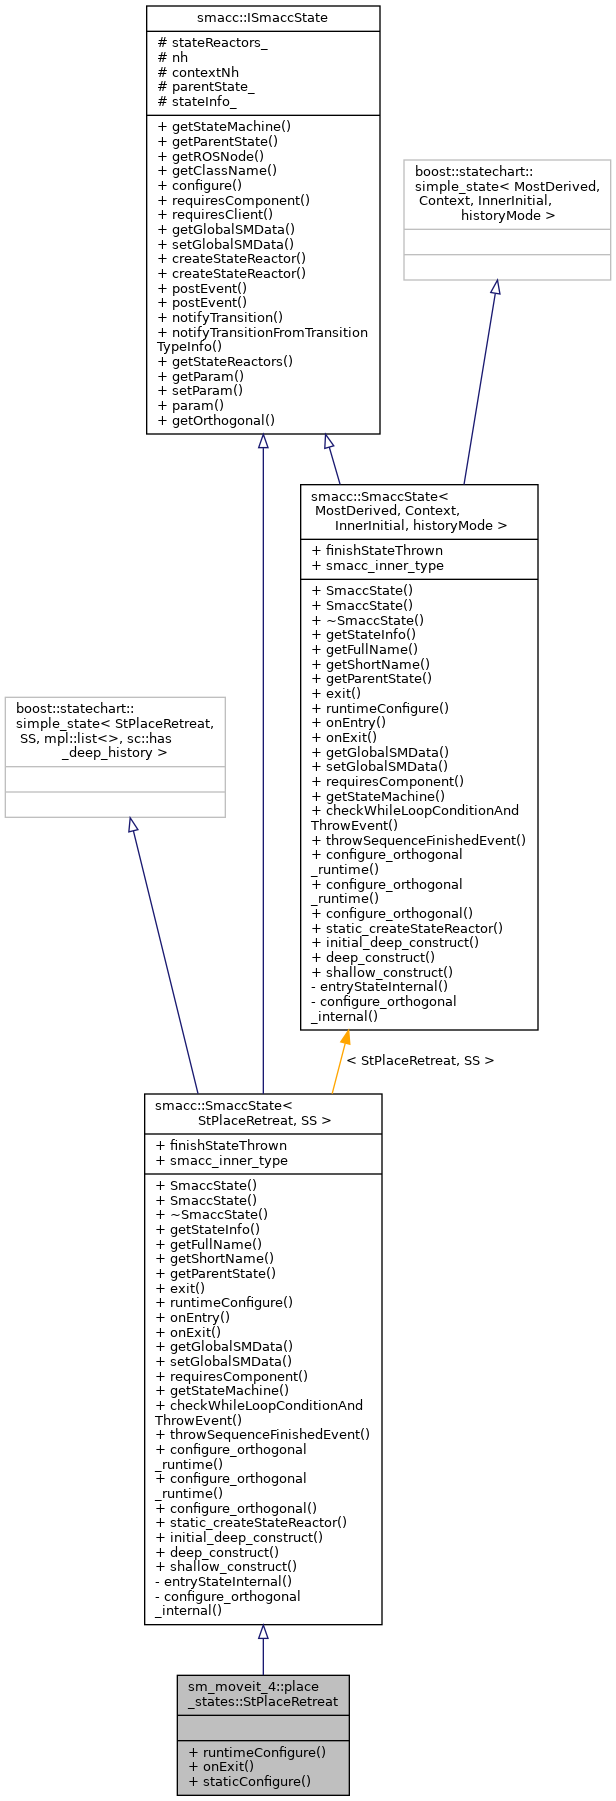 smacc::ISmaccState
# stateReactors_
# nh
# contextNh
# parentState_
# stateInfo_
+ getStateMachine()
+ getParentState()
+ getROSNode()
+ getClassName()
+ configure()
+ requiresComponent()
+ requiresClient()
+ getGlobalSMData()
+ setGlobalSMData()
+ createStateReactor()
+ createStateReactor()
+ postEvent()
+ postEvent()
+ notifyTransition()
+ notifyTransitionFromTransition
TypeInfo()
+ getStateReactors()
+ getParam()
+ setParam()
+ param()
+ getOrthogonal()
boost::statechart::
simple_state< MostDerived,
Context, InnerInitial,
historyMode >
smacc::SmaccState<
MostDerived, Context,
InnerInitial, historyMode >
+ finishStateThrown
+ smacc_inner_type
+ SmaccState()
+ SmaccState()
+ ~SmaccState()
+ getStateInfo()
+ getFullName()
+ getShortName()
+ getParentState()
+ exit()
+ runtimeConfigure()
+ onEntry()
+ onExit()
+ getGlobalSMData()
+ setGlobalSMData()
+ requiresComponent()
+ getStateMachine()
+ checkWhileLoopConditionAnd
ThrowEvent()
+ throwSequenceFinishedEvent()
+ configure_orthogonal
_runtime()
+ configure_orthogonal
_runtime()
+ configure_orthogonal()
+ static_createStateReactor()
+ initial_deep_construct()
+ deep_construct()
+ shallow_construct()
- entryStateInternal()
- configure_orthogonal
_internal()
boost::statechart::
simple_state< StPlaceRetreat,
SS, mpl::list<>, sc::has
_deep_history >
< StPlaceRetreat, SS >
smacc::SmaccState<
StPlaceRetreat, SS >
+ finishStateThrown
+ smacc_inner_type
+ SmaccState()
+ SmaccState()
+ ~SmaccState()
+ getStateInfo()
+ getFullName()
+ getShortName()
+ getParentState()
+ exit()
+ runtimeConfigure()
+ onEntry()
+ onExit()
+ getGlobalSMData()
+ setGlobalSMData()
+ requiresComponent()
+ getStateMachine()
+ checkWhileLoopConditionAnd
ThrowEvent()
+ throwSequenceFinishedEvent()
+ configure_orthogonal
_runtime()
+ configure_orthogonal
_runtime()
+ configure_orthogonal()
+ static_createStateReactor()
+ initial_deep_construct()
+ deep_construct()
+ shallow_construct()
- entryStateInternal()
- configure_orthogonal
_internal()
sm_moveit_4::place
_states::StPlaceRetreat
+ runtimeConfigure()
+ onExit()
+ staticConfigure()